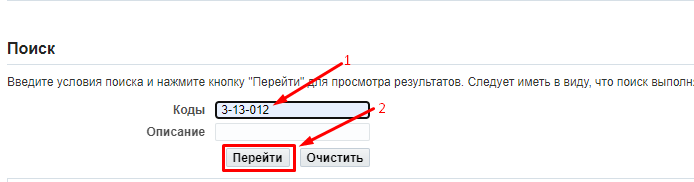 Поиск
1
Введите условия поиска и нажмите кнопку "Перейти" для просмотра результатов. Следует иметь в виду, что поиск
Коды 3-13-012
2
Описание
Перейти Очистить